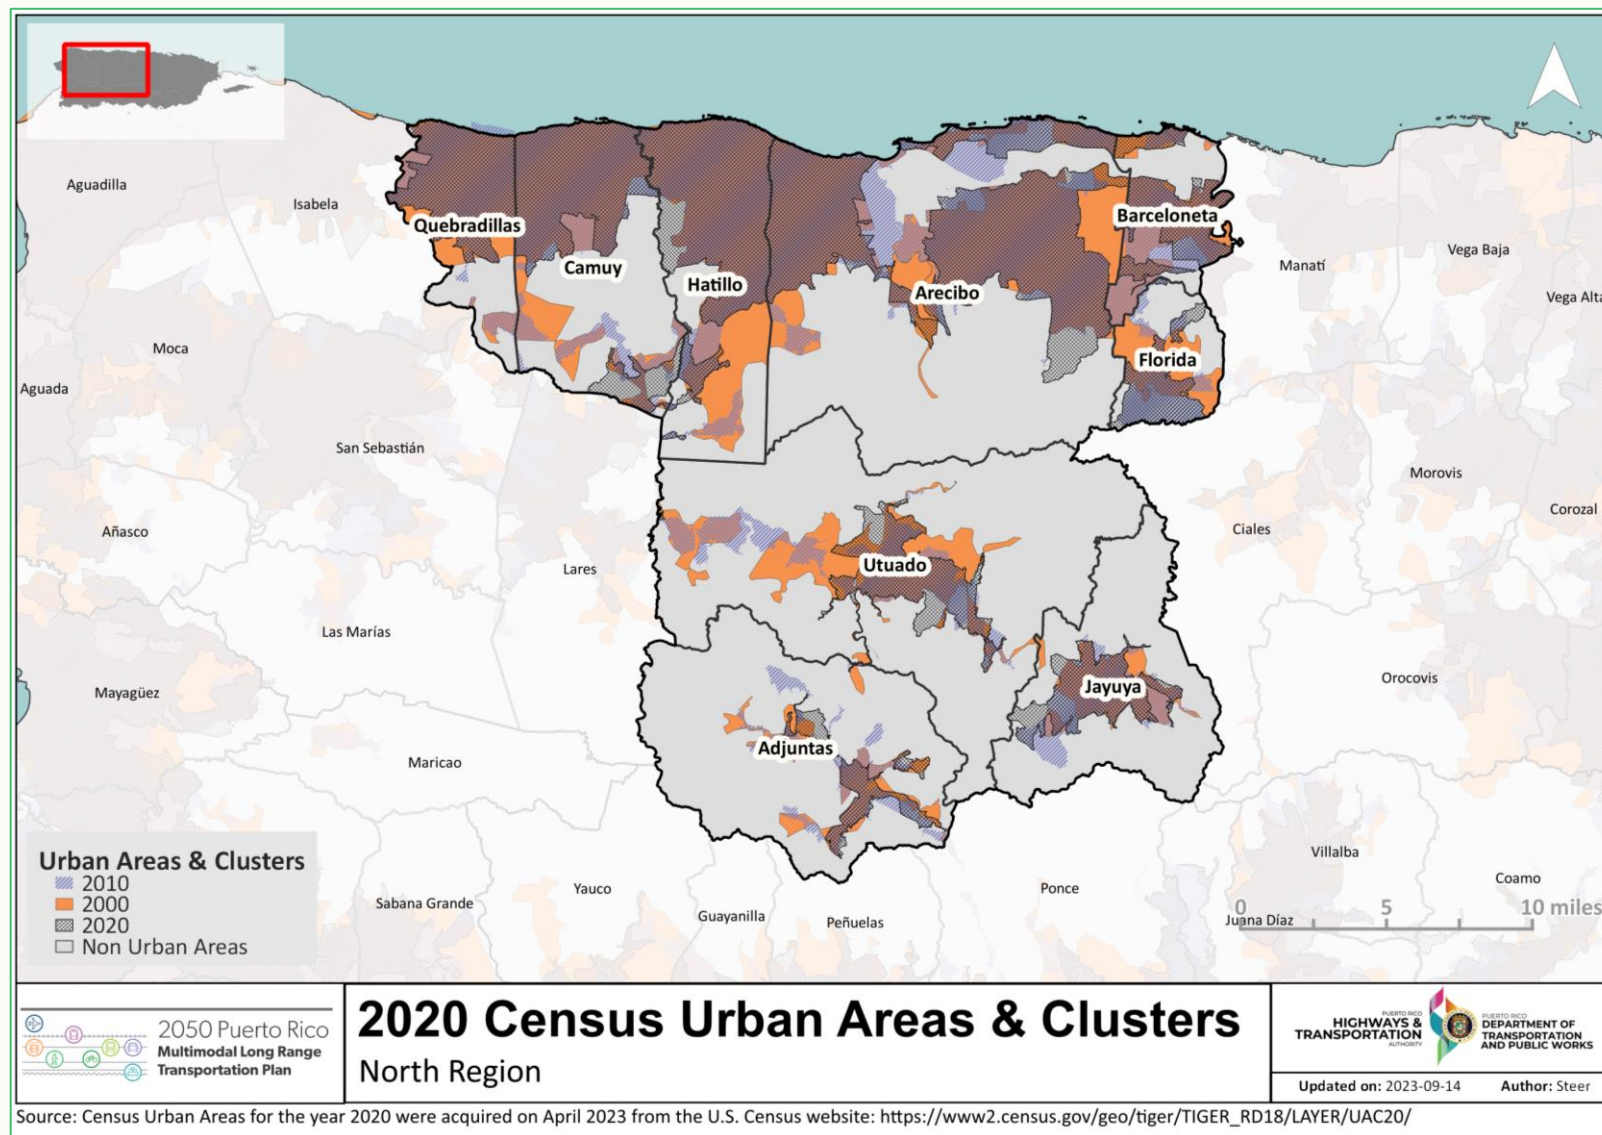 Aguadilla
Isabela
Quebradillas
Camuy
Hatillo
Arecibo
Barceloneta
Manatí
Vega Baja
Vega Alta
Moca
Aguada
Florida
San Sebastián
Morovis
Añasco
Corozal
Ciales
Lares
Utuado
Las Marías
Mayagüez
Orocovis
Jayuya
Adjuntas
Maricao
Villalba
Coamo
Yauco
Ponce
Sabana Grande
Guayanilla
Peñuelas
Juana Díaz
0 5 10 miles
Urban Areas & Clusters
2010
2000
2020
Non Urban Areas
2050 Puerto Rico
Multimodal Long Range
Transportation Plan
2020 Census Urban Areas & Clusters
North Region
PUERTO RICO
HIGHWAYS &
TRANSPORTATION
AUTHORITY
PUERTO RICO
DEPARTMENT OF
TRANSPORTATION
AND PUBLIC WORKS
Updated on: 2023-09-14 Author: Steer
Source: Census Urban Areas for the year 2020 were acquired on April 2023 from the U.S. Census website: https://www2.census.gov/geo/tiger/TIGER_RD18/LAYER/UAC20/